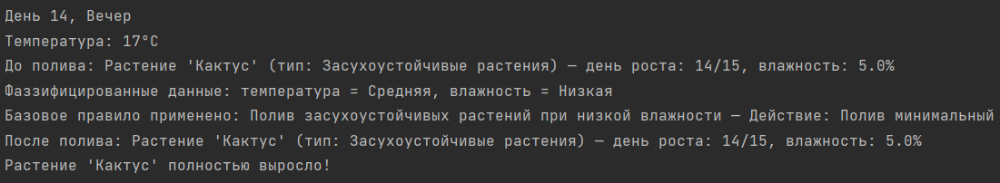 День 14, Вечер
Температура: 17°C
До полива: Растение 'Кактус' (тип: Засухоустойчивые растения) — день роста: 14/15, влажность: 5.0%
Фаззифицированные данные: температура = Средняя, влажность = Низкая
Базовое правило применено: Полив засухоустойчивых растений при низкой влажности — Действие: Полив минимальный
После полива: Растение 'Кактус' (тип: Засухоустойчивые растения) — день роста: 14/15, влажность: 5.0%
Растение 'Кактус' полностью выросло!